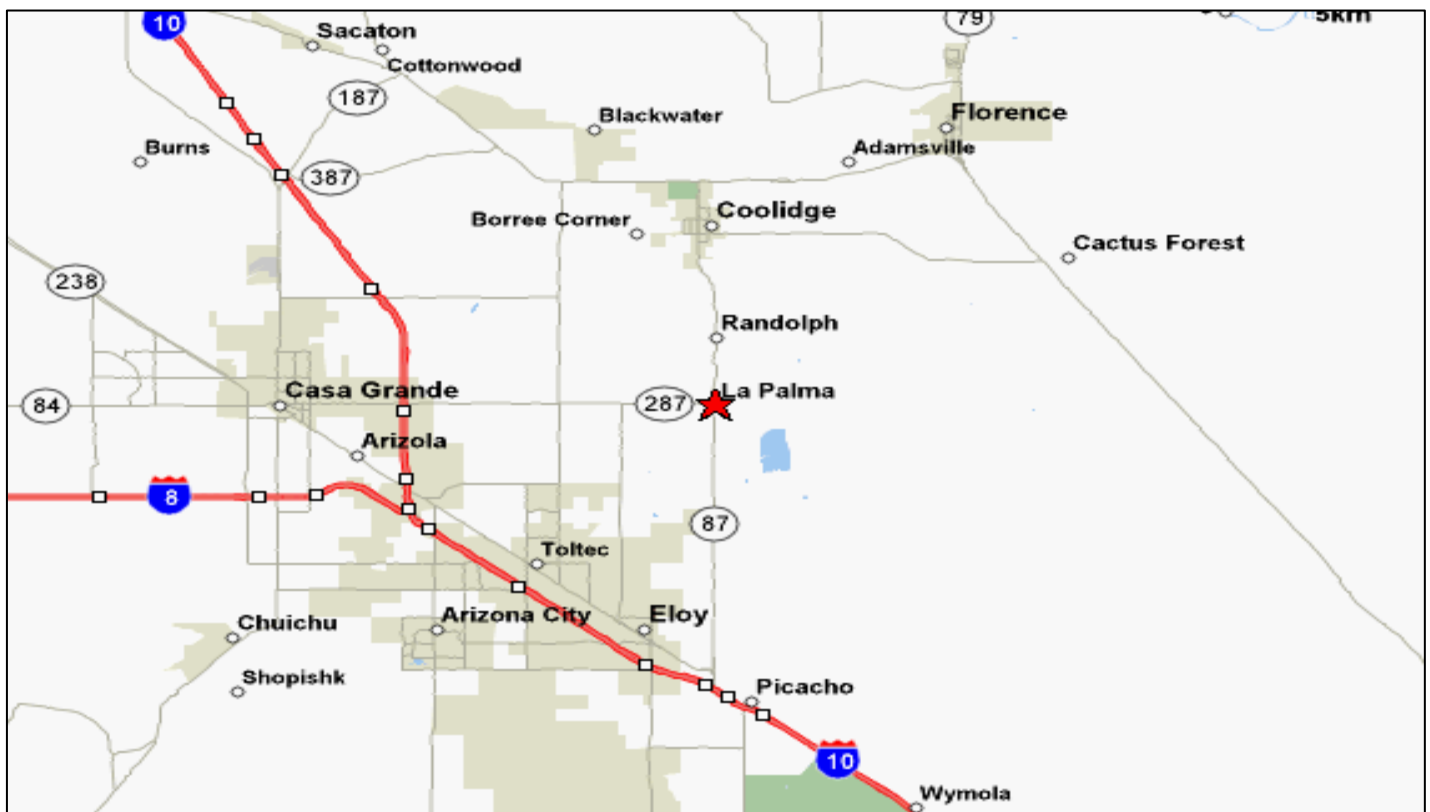 10
79
5km
Sacaton
Cottonwood
187
Blackwater
Florence
Burns
Adamsville
387
Coolidge
Borree Corner
Cactus Forest
238
Randolph
La Palma
Casa Grande
84
287
Arizola
8
87
Toltec
Arizona City
Eloy
Chuichu
Shopishk
Picacho
10
Wymola